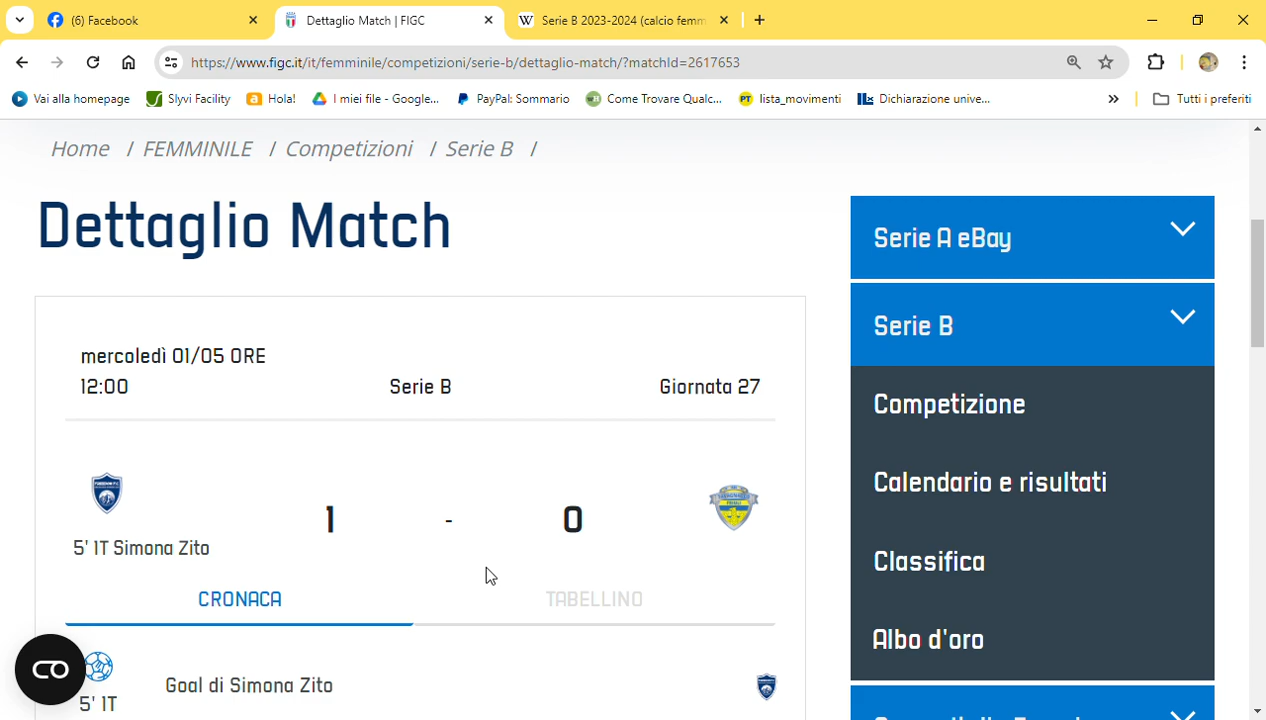 (6) Facebook
Dettaglio Match | FIGC
Serie B 2023-2024 (calcio femm
https://www.figc.it/it/femminile/competizioni/serie-b/dettaglio-match/?matchId=2617653
Vai alla homepage
Slyvi Facility
Hola!
I miei file - Google...
PayPal: Sommario
Come Trovare Qualc...
lista_movimenti
Dichiarazione unive...
Tutti i preferiti
Home / FEMMINILE / Competizioni / Serie B /
Dettaglio Match
mercoledì 01/05 ORE
12:00
Serie B
Giornata 27
1 - 0
5' 1T Simona Zito
CRONACA
TABELLINO
Goal di Simona Zito
5' 1T
Serie A eBay
Serie B
Competizione
Calendario e risultati
Classifica
Albo d'oro